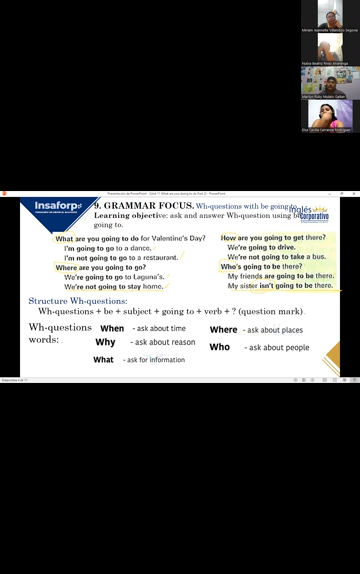 Insaforp
9. GRAMMAR FOCUS. Wh-questions with be going to
Learning objective: ask and answer Wh-question using be
going to.
Inglés
Corporativo
What are you going to do for Valentine's Day?
I'm going to go to a dance.
I'm not going to go to a restaurant.
Where are you going to go?
We're going to go to Laguna's.
We're not going to stay home.
How are you going to get there?
We're going to drive.
We're not going to take a bus.
Who's going to be there?
My friends are going to be there.
My sister isn't going to be there.
Structure Wh-questions:
Wh-questions + be + subject + going to + verb + ? (question mark).
Wh-questions
words:
When - ask about time
Why - ask about reason
What - ask for information
Where - ask about places
Who - ask about people